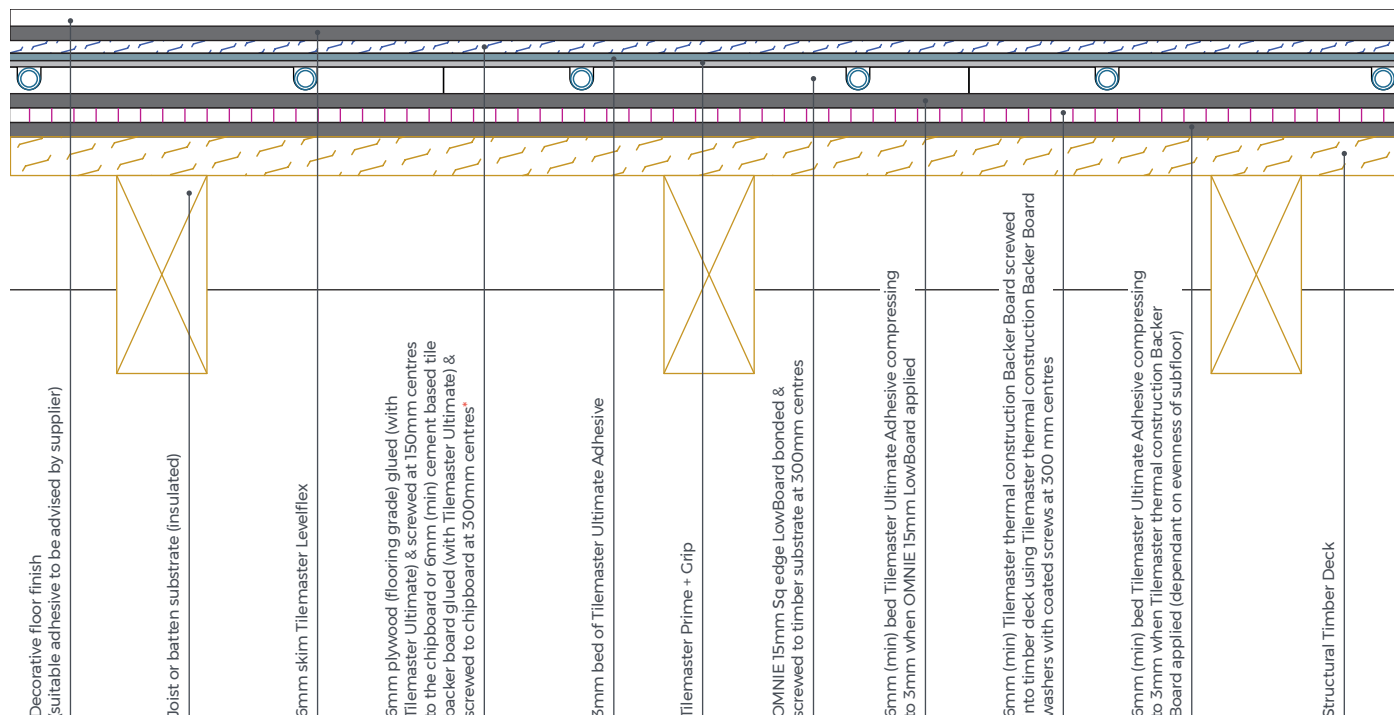 Decorative floor finish
(suitable adhesive to be advised by supplier)
Joist or batten substrate (insulated)
6mm skim Tilemaster Levelflex
6mm plywood (flooring grade) glued (with
Tilemaster Ultimate) & screwed at 150mm centres
to the chipboard or 6mm (min) cement based tile
backer board glued (with Tilemaster Ultimate) &
screwed to chipboard at 300mm centres*
3mm bed of Tilemaster Ultimate Adhesive
Tilemaster Prime + Grip
OMNIE 15mm Sq edge LowBoard bonded &
screwed to timber substrate at 300mm centres
6mm (min) bed Tilemaster Ultimate Adhesive compressing
to 3mm when OMNIE 15mm LowBoard applied
6mm (min) Tilemaster thermal construction Backer Board screwed
into timber deck using Tilemaster thermal construction Backer Board
washers with coated screws at 300 mm centres
6mm (min) bed Tilemaster Ultimate Adhesive compressing
to 3mm when Tilemaster thermal construction Backer
Board applied (dependant on evenness of subfloor)
Structural Timber Deck